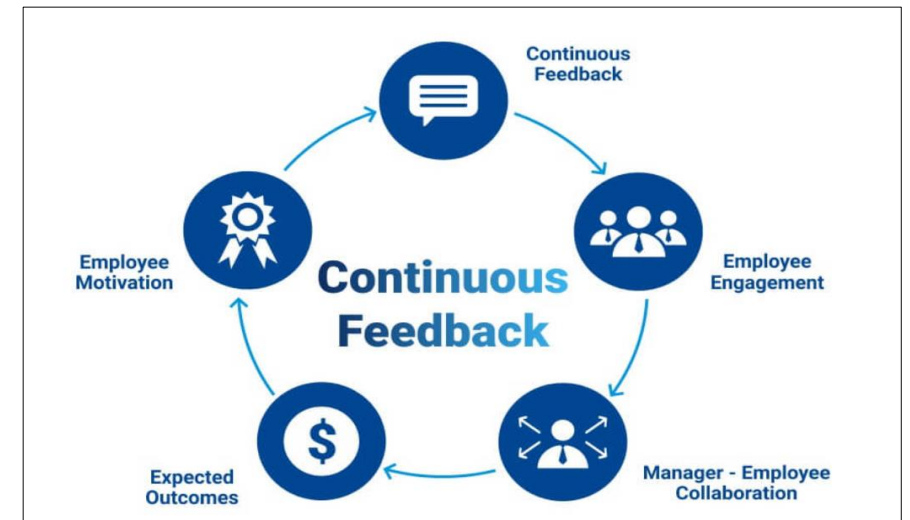 Continuous
Feedback
Employee
Engagement
Manager - Employee
Collaboration
$
Expected
Outcomes
Employee
Motivation
Continuous
Feedback